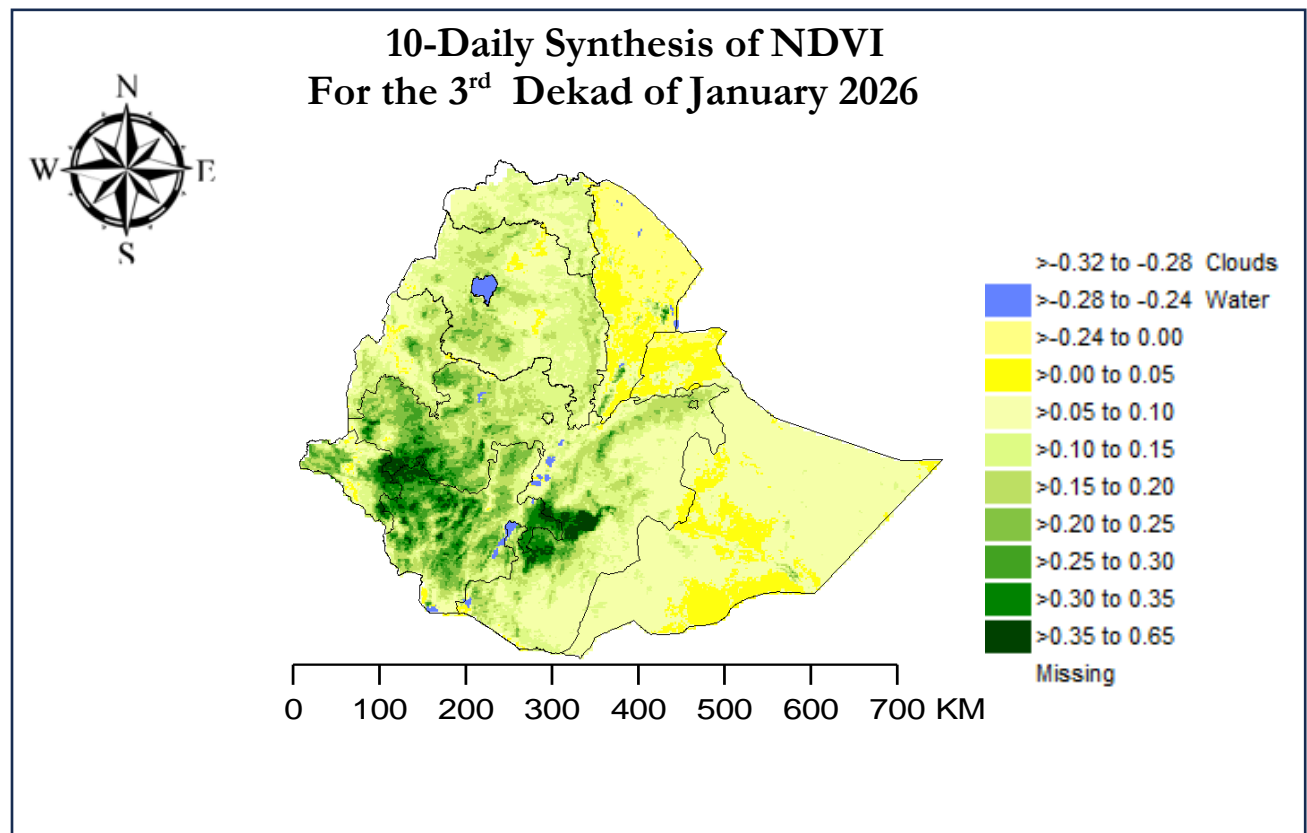 10-Daily Synthesis of NDVI
For the 3rd Dekad of January 2026
N
W E
S
>-0.32 to -0.28 Clouds
>-0.28 to -0.24 Water
>-0.24 to 0.00
>0.00 to 0.05
>0.05 to 0.10
>0.10 to 0.15
>0.15 to 0.20
>0.20 to 0.25
>0.25 to 0.30
>0.30 to 0.35
>0.35 to 0.65
Missing
0 100 200 300 400 500 600 700 KM